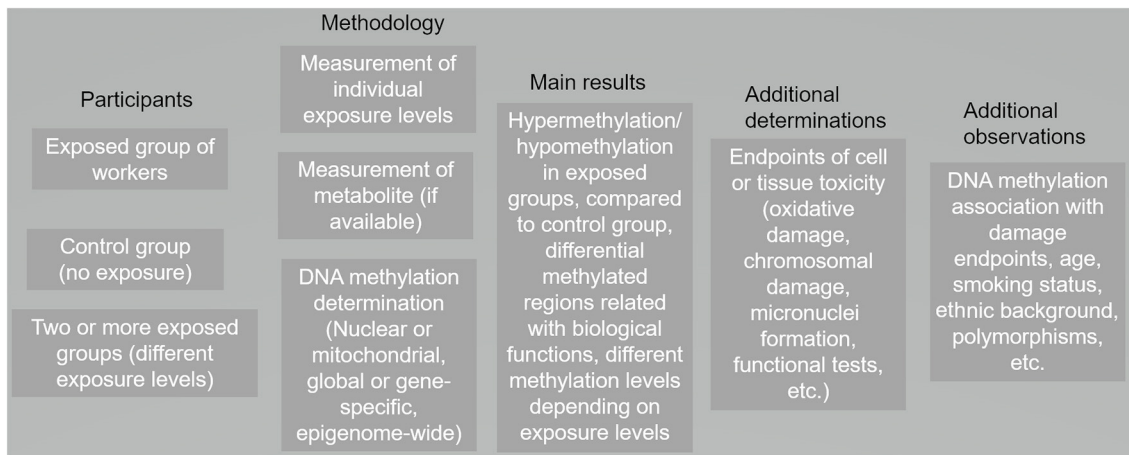 Participants
Exposed group of
workers
Control group
(no exposure)
Two or more exposed
groups (different
exposure levels)
Methodology
Measurement of
individual
exposure levels
Measurement of
metabolite (if
available)
DNA methylation
determination
(Nuclear or
mitochondrial,
global or gene-
specific,
epigenome-wide)
Main results
Hypermethylation/
hypomethylation
in exposed
groups, compared
to control group,
differential
methylated
regions related
with biological
functions, different
methylation levels
depending on
exposure levels
Additional
determinations
Endpoints of cell
or tissue toxicity
(oxidative
damage,
chromosomal
damage,
micronuclei
formation,
functional tests,
etc.)
Additional
observations
DNA methylation
association with
damage
endpoints, age,
smoking status,
ethnic background,
polymorphisms,
etc.